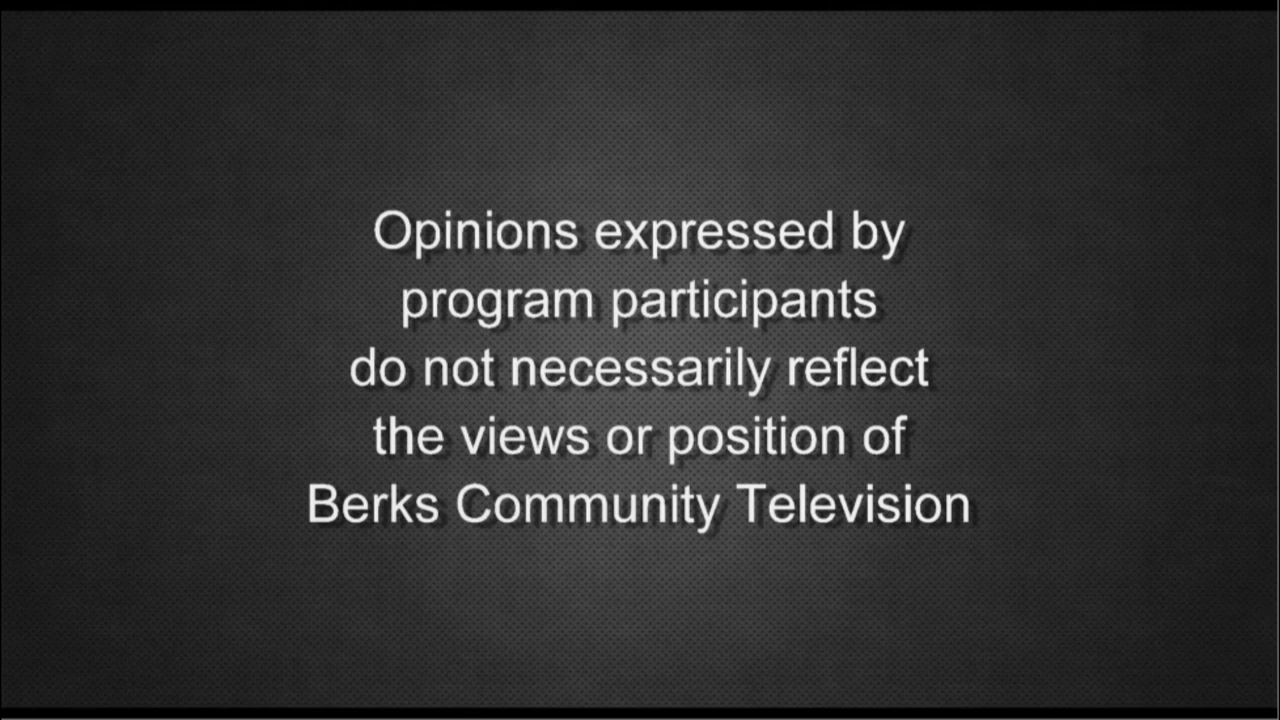 Opinions expressed by
program participants
do not necessarily reflect
the views or position of
Berks Community Television